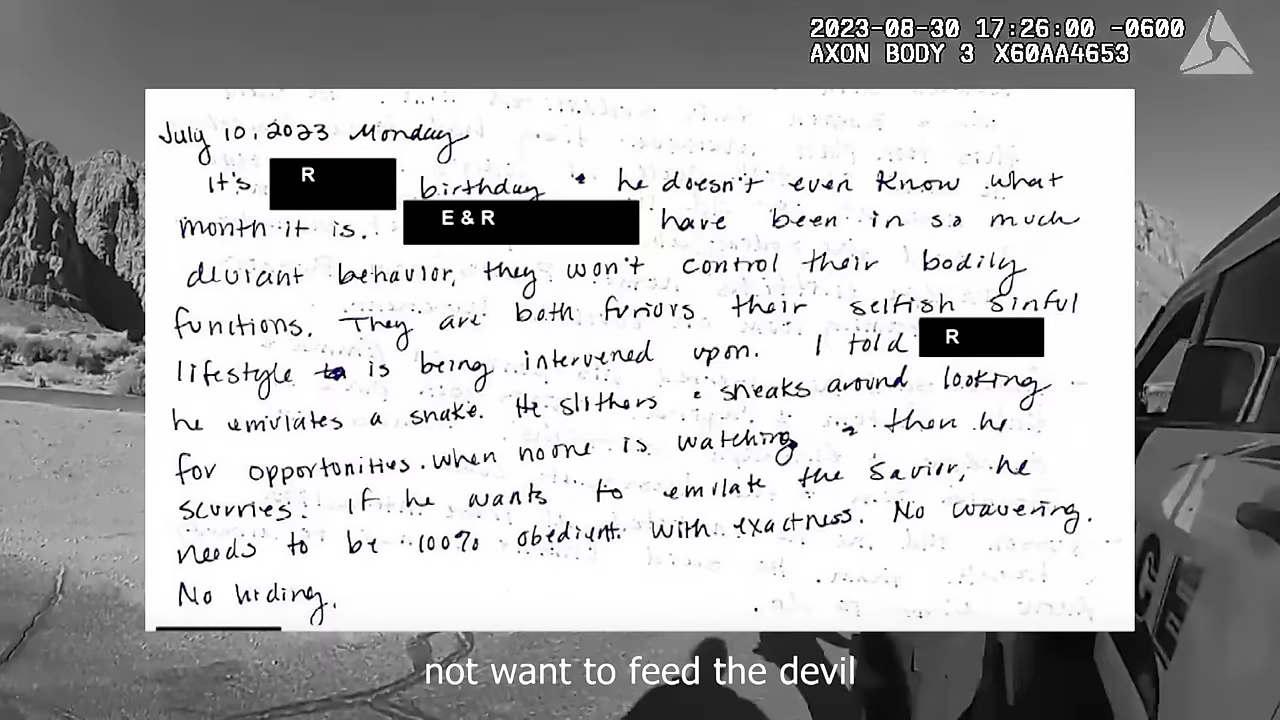 2023-08-30 17:26:00 -0600
AXON BODY 3 X60AA4653
July 10, 2023 Monday
It's R birthday & he doesn't even know what
month it is. E & R have been in so much
deviant behavior, they won't control their bodily
functions. They are both furiors their selfish sinful
lifestyle is being intervened upon. I told R
he emulates a snake. He slithers & sneaks around looking
for opportunities. When noone is watching & then he
scurries. If he wants to emulate the Savior, he
needs to be 100% obedient with exactness. No wavering.
No hiding.
not want to feed the devil